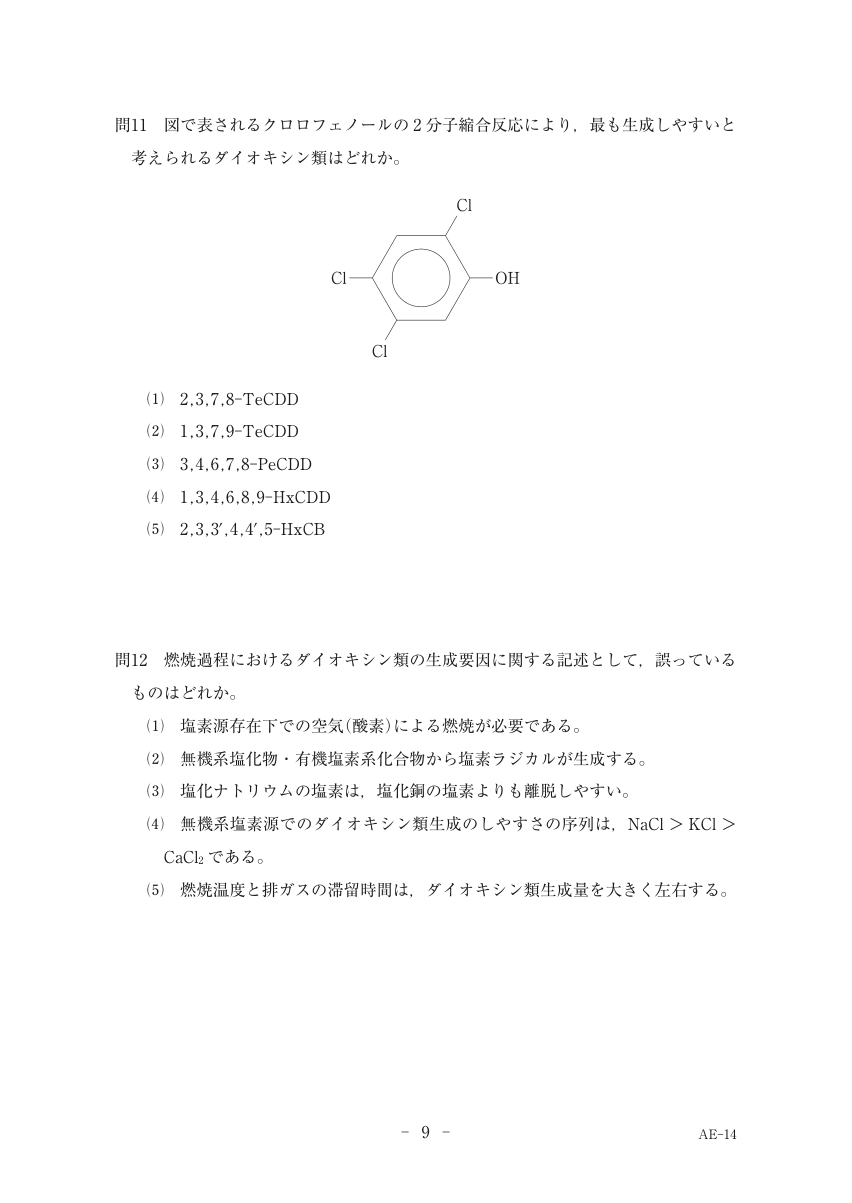 問11　図で表されるクロロフェノールの２分子縮合反応により，最も生成しやすいと
考えられるダイオキシン類はどれか。
Cl
Cl
OH
Cl
⑴　2,3,7,8-TeCDD
⑵　1,3,7,9-TeCDD
⑶　3,4,6,7,8-PeCDD
⑷　1,3,4,6,8,9-HxCDD
⑸　2,3,3′,4,4′,5-HxCB
問12　燃焼過程におけるダイオキシン類の生成要因に関する記述として，誤っている
ものはどれか。
⑴　塩素源存在下での空気(酸素)による燃焼が必要である。
⑵　無機系塩化物・有機塩素系化合物から塩素ラジカルが生成する。
⑶　塩化ナトリウムの塩素は，塩化銅の塩素よりも離脱しやすい。
⑷　無機系塩素源でのダイオキシン類生成のしやすさの序列は，NaCl ＞ KCl ＞
CaCl₂ である。
⑸　燃焼温度と排ガスの滞留時間は，ダイオキシン類生成量を大きく左右する。
- 9 -
AE-14